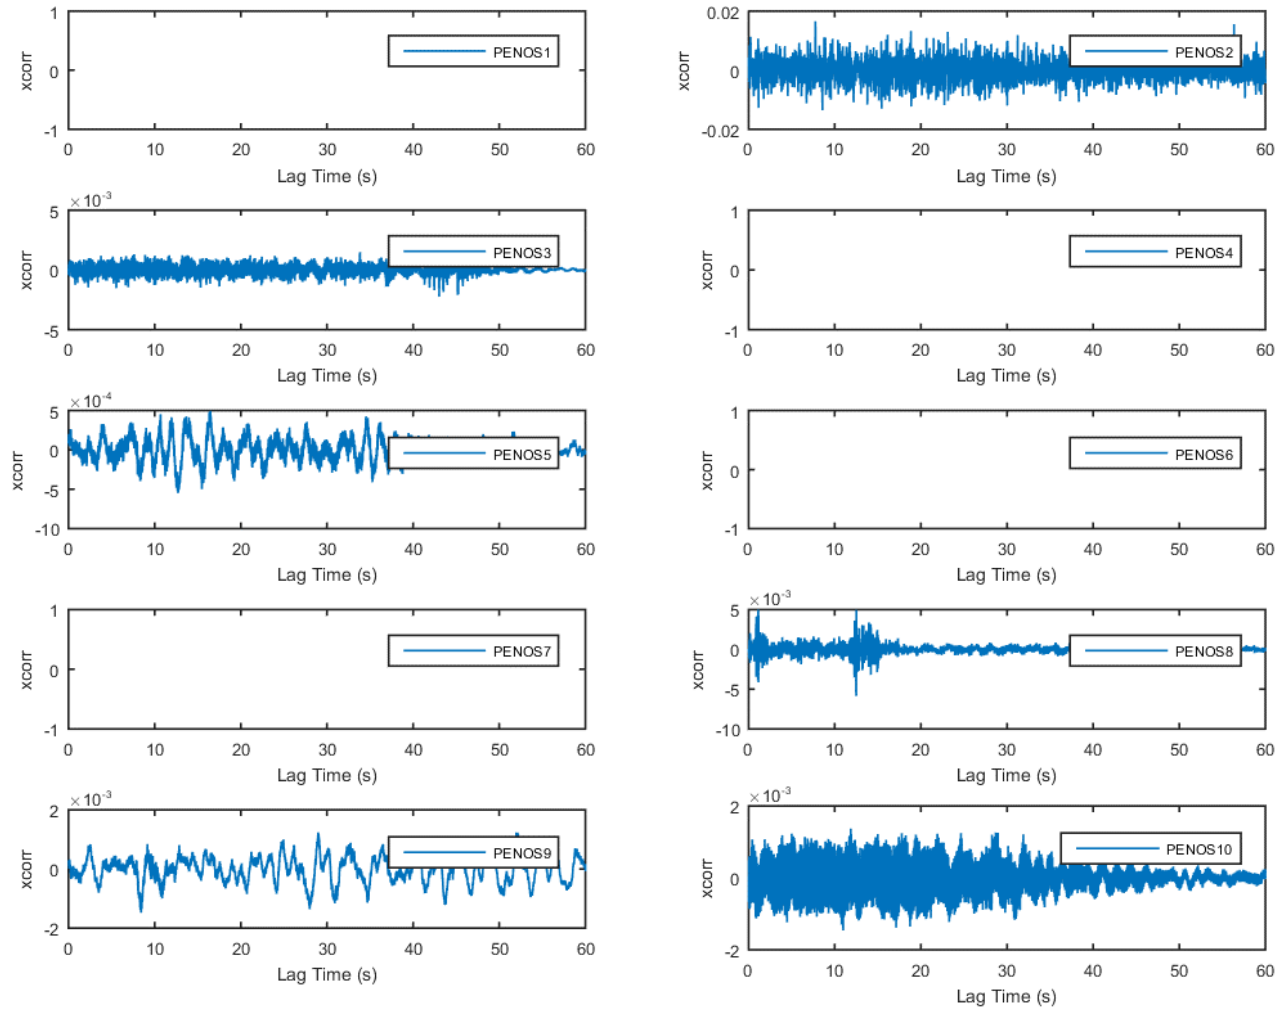 1
0
-1
xcorr
PENOS1
0 10 20 30 40 50 60
Lag Time (s)
0.02
0
-0.02
xcorr
PENOS2
0 10 20 30 40 50 60
Lag Time (s)
×10⁻³
5
0
-5
xcorr
PENOS3
0 10 20 30 40 50 60
Lag Time (s)
1
0
-1
xcorr
PENOS4
0 10 20 30 40 50 60
Lag Time (s)
×10⁻⁴
5
0
-5
-10
xcorr
PENOS5
0 10 20 30 40 50 60
Lag Time (s)
1
0
-1
xcorr
PENOS6
0 10 20 30 40 50 60
Lag Time (s)
1
0
-1
xcorr
PENOS7
0 10 20 30 40 50 60
Lag Time (s)
×10⁻³
5
0
-5
-10
xcorr
PENOS8
0 10 20 30 40 50 60
Lag Time (s)
×10⁻³
2
0
-2
xcorr
PENOS9
0 10 20 30 40 50 60
Lag Time (s)
×10⁻³
2
0
-2
xcorr
PENOS10
0 10 20 30 40 50 60
Lag Time (s)